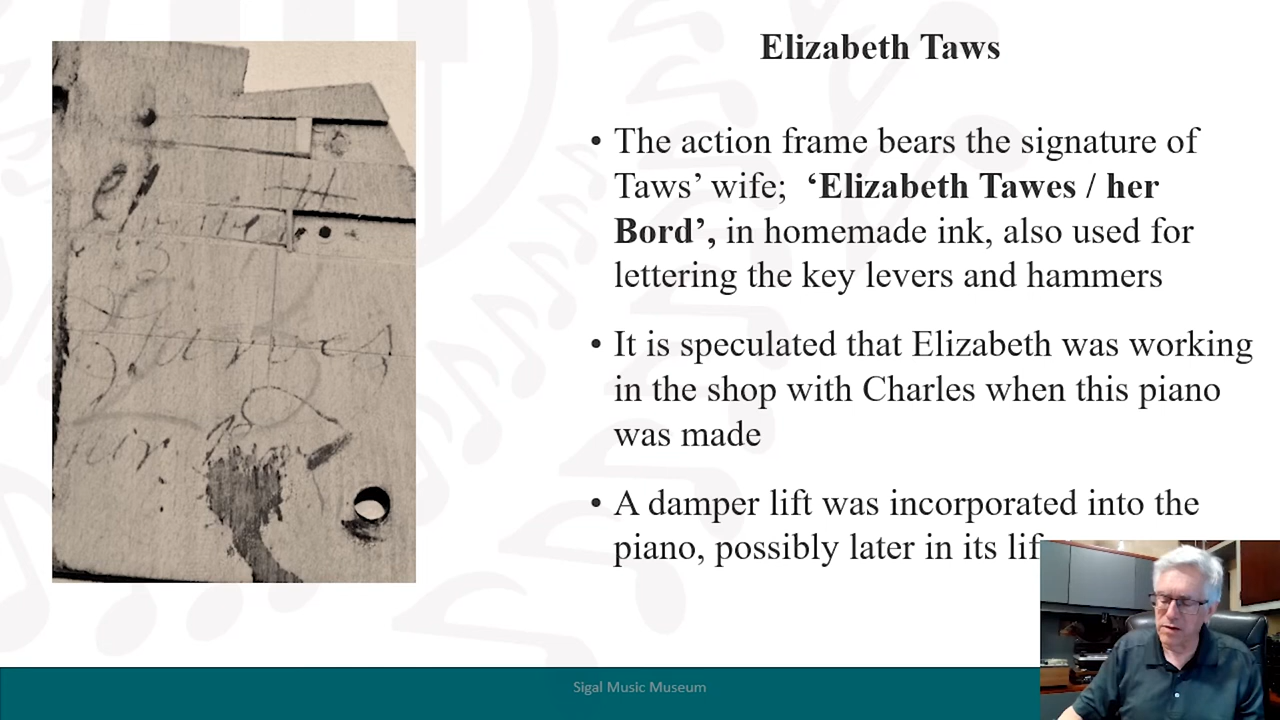 Elizabeth Taws
• The action frame bears the signature of
Taws’ wife; ‘Elizabeth Tawes / her
Bord’, in homemade ink, also used for
lettering the key levers and hammers
• It is speculated that Elizabeth was working
in the shop with Charles when this piano
was made
• A damper lift was incorporated into the
piano, possibly later in its
Sigal Music Museum